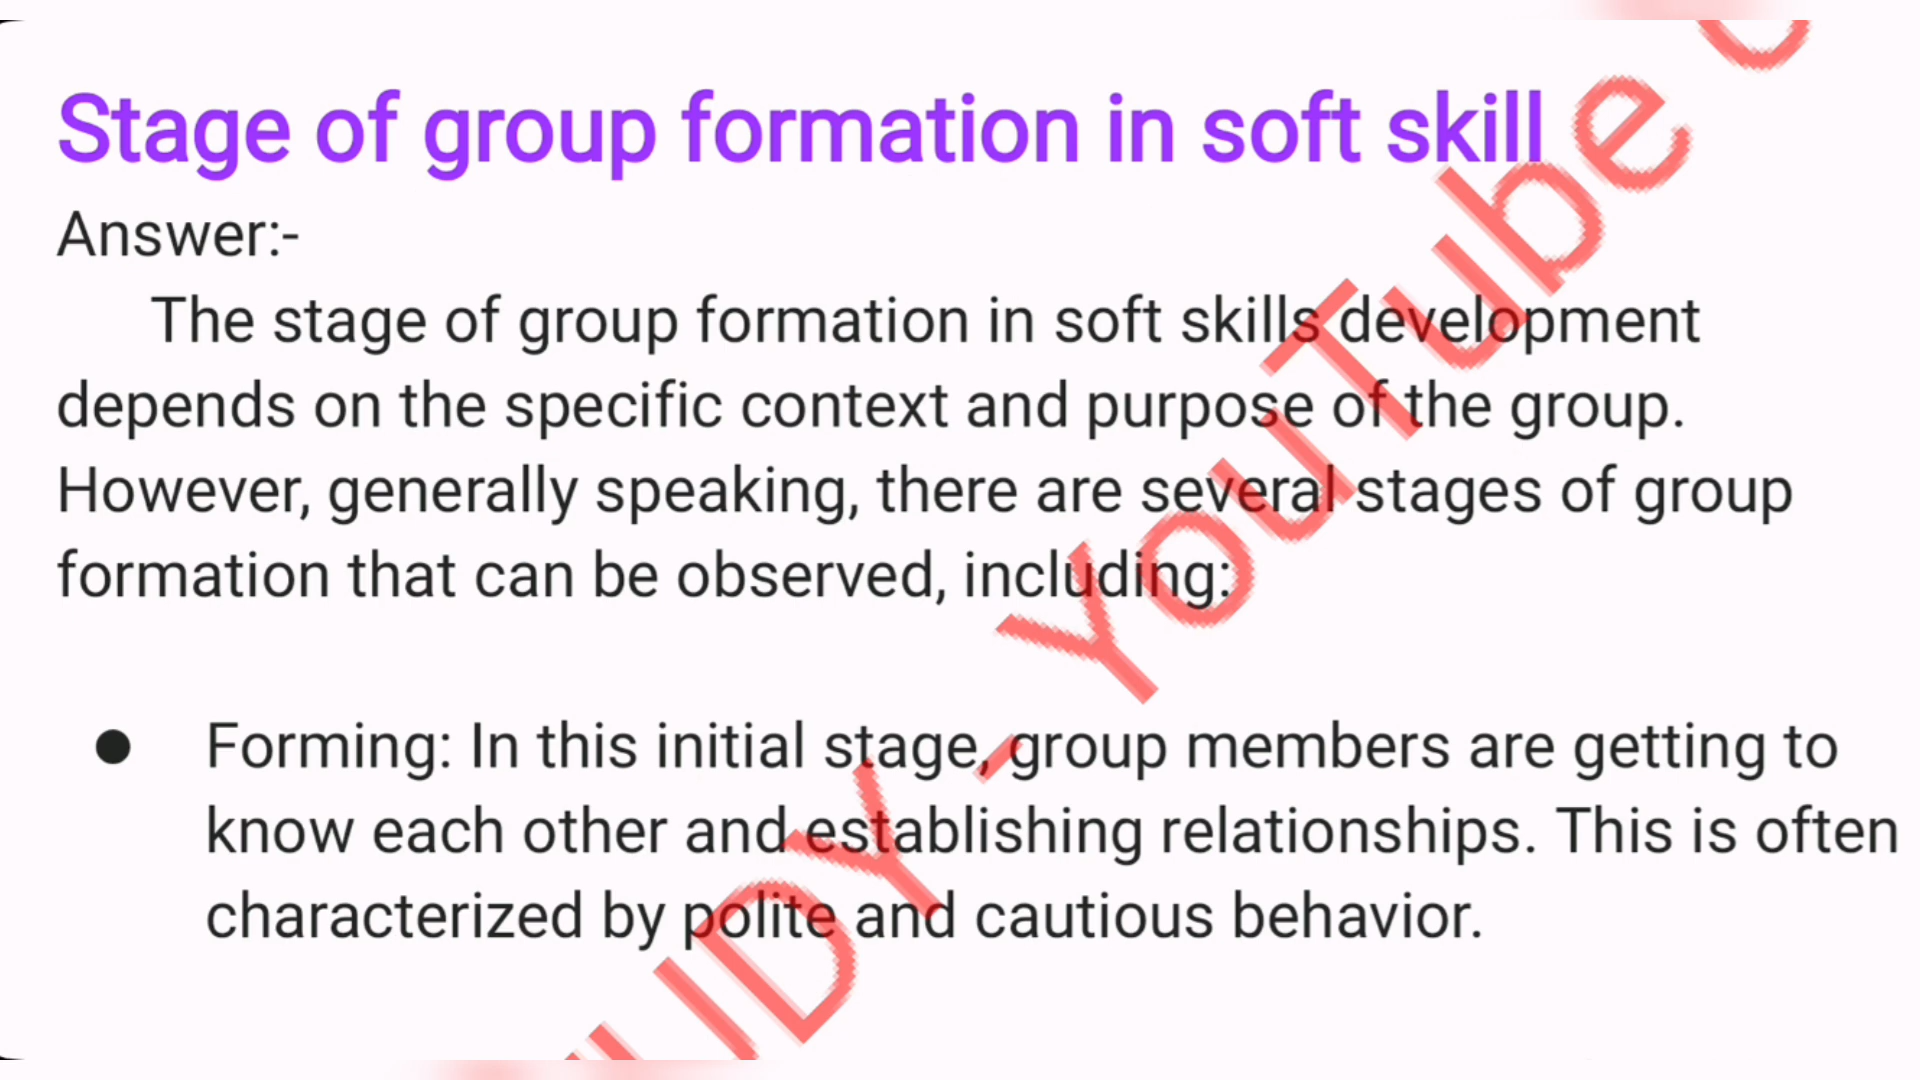 Stage of group formation in soft skill
Answer:-
The stage of group formation in soft skills development
depends on the specific context and purpose of the group.
However, generally speaking, there are several stages of group
formation that can be observed, including:
● Forming: In this initial stage, group members are getting to
know each other and establishing relationships. This is often
characterized by polite and cautious behavior.
UDY - YouTube